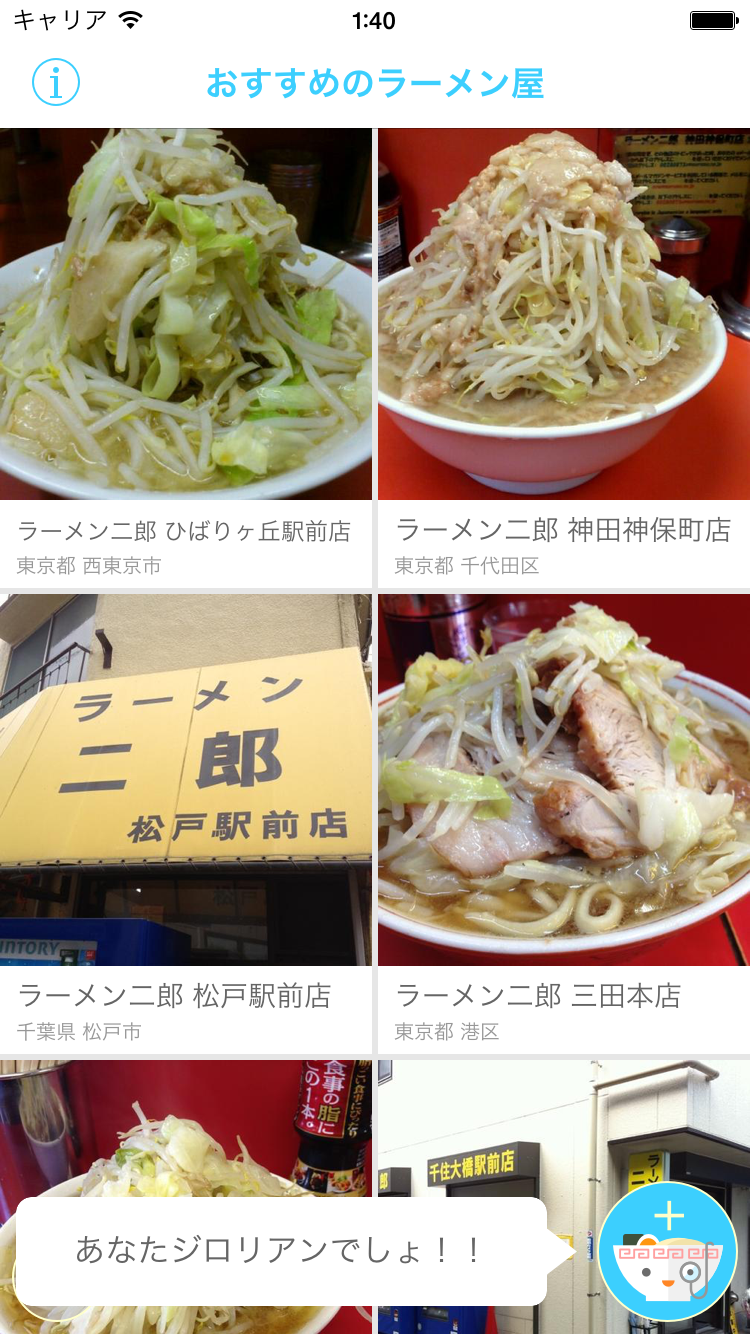 キャリア 1:40
i おすすめのラーメン屋
ラーメン二郎 神田神保町店
ラーメン二郎 ひばりヶ丘駅前店
東京都 西東京市
ラーメン二郎 神田神保町店
東京都 千代田区
ラーメン
二郎
松戸駅前店
UNTORY
ラーメン二郎 松戸駅前店
千葉県 松戸市
ラーメン二郎 三田本店
東京都 港区
食事の脂に
この1本。
千住大橋駅前店
郎
ラーメン
二
あなたジロリアンでしょ！！
+